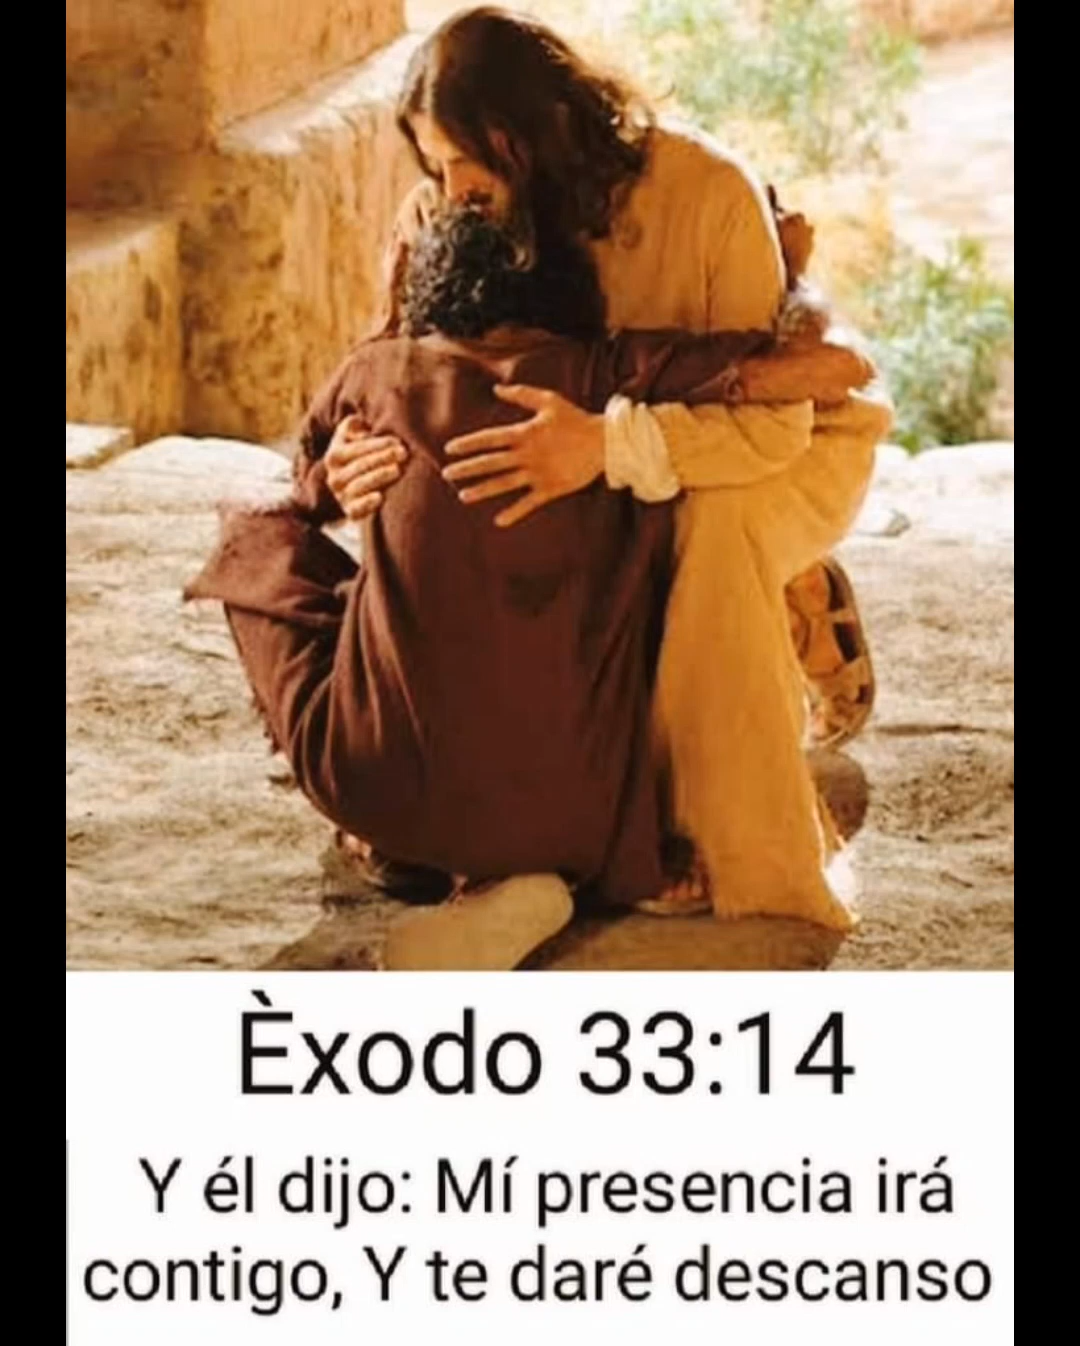 Èxodo 33:14
Y él dijo: Mí presencia irá
contigo, Y te daré descanso